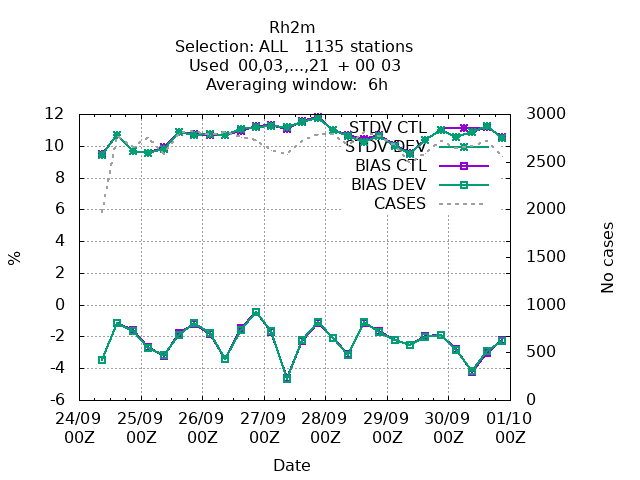 Rh2m
Selection: ALL   1135 stations
Used  00,03,...,21  + 00 03
Averaging window:  6h
12
10
8
6
4
2
0
-2
-4
-6
%
3000
2500
2000
1500
1000
500
0
No cases
STDV CTL
STDV DEV
BIAS CTL
BIAS DEV
CASES
24/09 25/09 26/09 27/09 28/09 29/09 30/09 01/10
00Z 00Z 00Z 00Z 00Z 00Z 00Z 00Z
Date